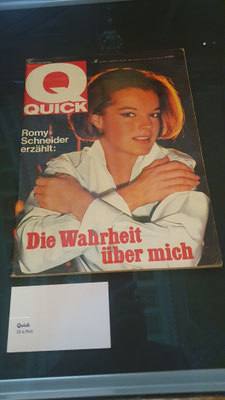 QUICK
Romy
Schneider
erzählt:
Die Wahrheit
über mich
Quick